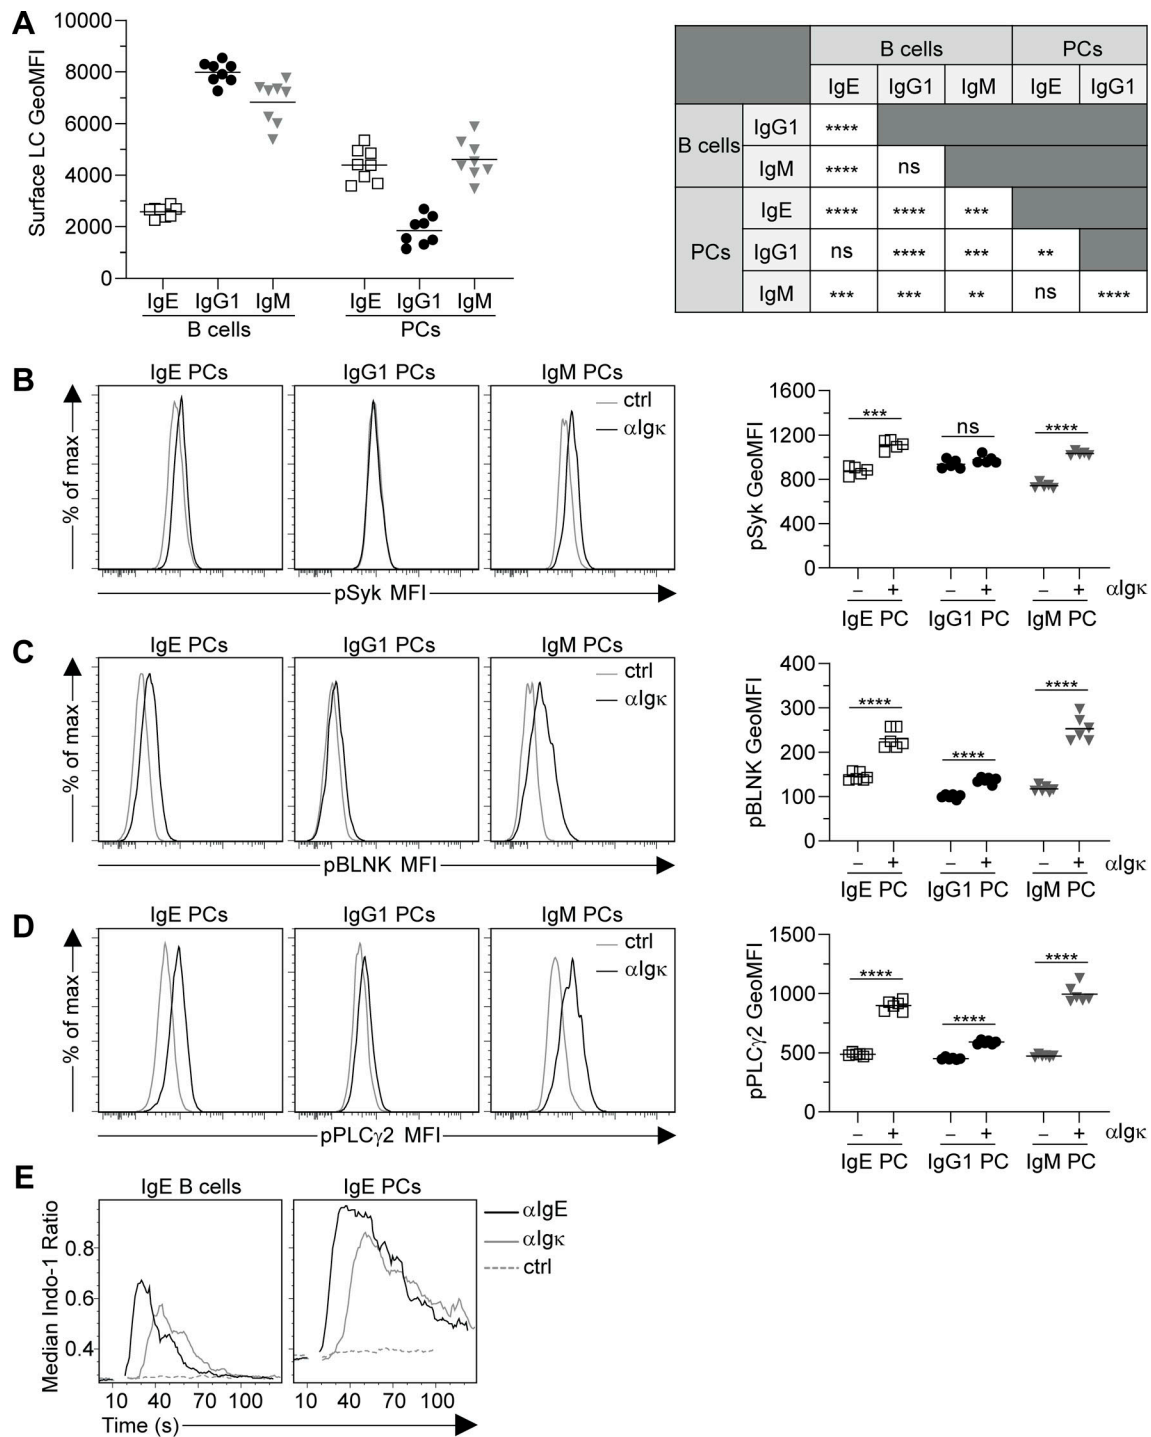 A
Surface LC GeoMFI
10000
8000
6000
4000
2000
0
IgE IgG1 IgM IgE IgG1 IgM
B cells PCs
B cells PCs
IgE IgG1 IgM IgE IgG1
B cells IgG1 ****
IgM **** ns
PCs IgE **** **** ***
IgG1 ns **** *** **
IgM *** *** ** ns ****
B
IgE PCs IgG1 PCs IgM PCs
ctrl
αIgκ
% of max
pSyk MFI
pSyk GeoMFI
1600
1200
800
400
0
*** ns ****
– + – + – + αIgκ
IgE PC IgG1 PC IgM PC
C
IgE PCs IgG1 PCs IgM PCs
ctrl
αIgκ
% of max
pBLNK MFI
pBLNK GeoMFI
400
300
200
100
0
**** **** ****
– + – + – + αIgκ
IgE PC IgG1 PC IgM PC
D
IgE PCs IgG1 PCs IgM PCs
ctrl
αIgκ
% of max
pPLCγ2 MFI
pPLCγ2 GeoMFI
1500
1000
500
0
**** **** ****
– + – + – + αIgκ
IgE PC IgG1 PC IgM PC
E
IgE B cells IgE PCs
Median Indo-1 Ratio
0.8
0.6
0.4
αIgE
αIgκ
ctrl
10 40 70 100 10 40 70 100
Time (s)